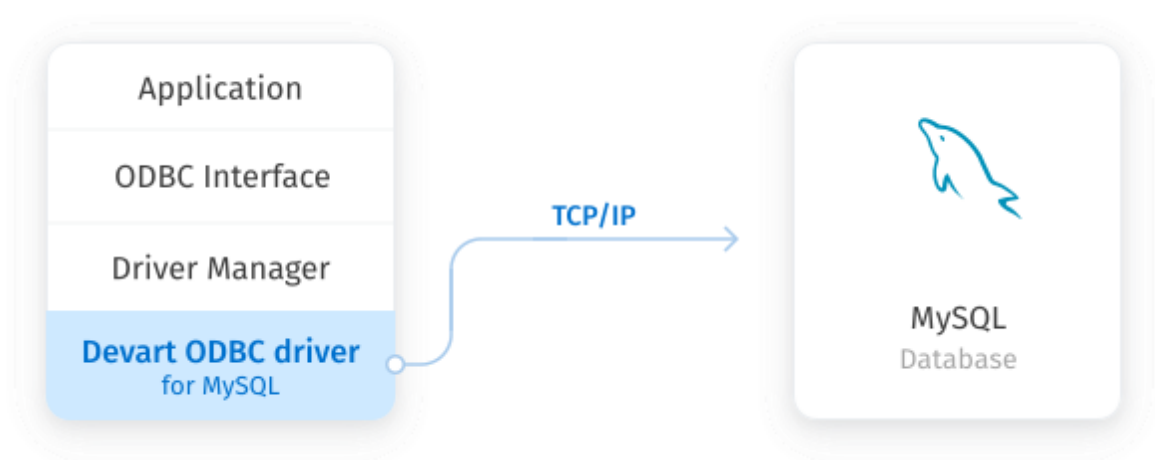 Application
ODBC Interface
Driver Manager
Devart ODBC driver
for MySQL
TCP/IP
MySQL
Database